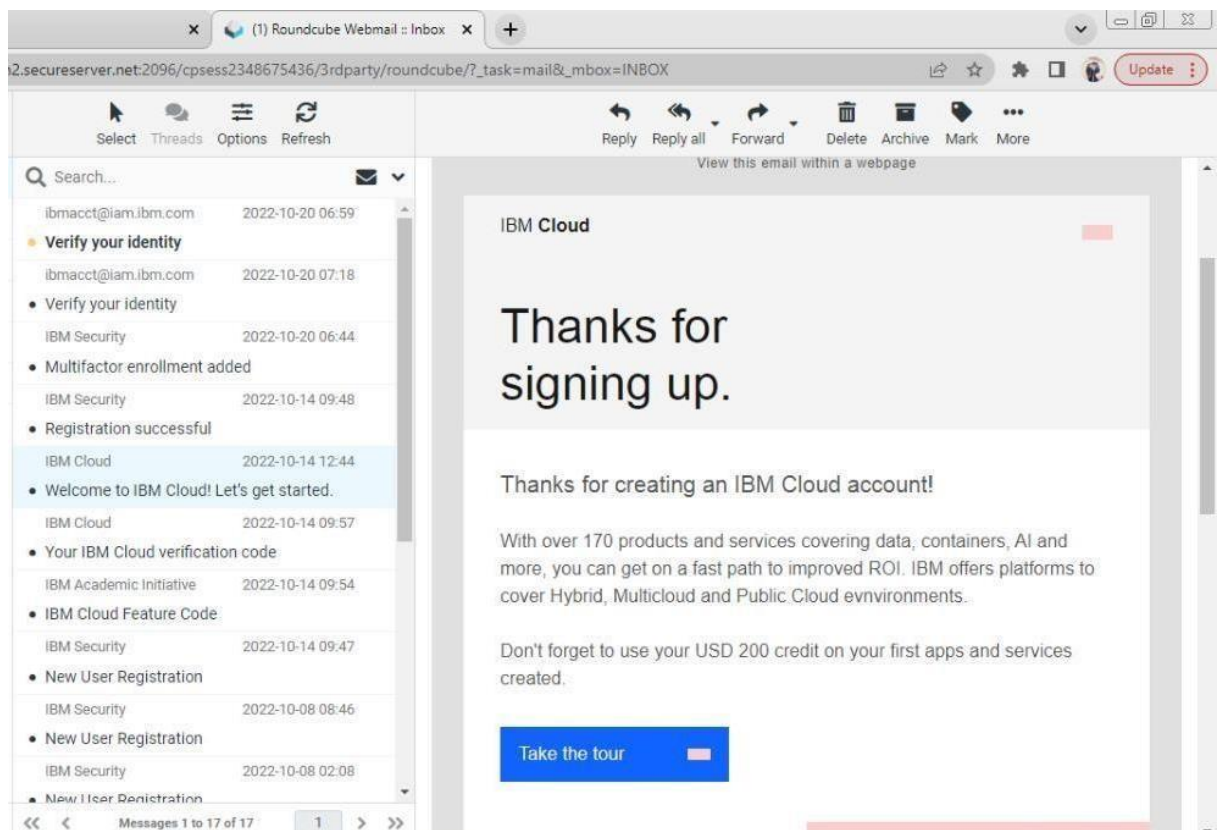 (1) Roundcube Webmail :: Inbox
2.secureserver.net:2096/cpsess2348675436/3rdparty/roundcube/?_task=mail&_mbox=INBOX
Update
Select Threads Options Refresh
Reply Reply all Forward Delete Archive Mark More
Search...
ibmacct@iam.ibm.com 2022-10-20 06:59
Verify your identity
ibmacct@iam.ibm.com 2022-10-20 07:18
Verify your identity
IBM Security 2022-10-20 06:44
Multifactor enrollment added
IBM Security 2022-10-14 09:48
Registration successful
IBM Cloud 2022-10-14 12:44
Welcome to IBM Cloud! Let's get started.
IBM Cloud 2022-10-14 09:57
Your IBM Cloud verification code
IBM Academic Initiative 2022-10-14 09:54
IBM Cloud Feature Code
IBM Security 2022-10-14 09:47
New User Registration
IBM Security 2022-10-08 08:46
New User Registration
IBM Security 2022-10-08 02:08
New User Registration
Messages 1 to 17 of 17 1
View this email within a webpage
IBM Cloud
Thanks for
signing up.
Thanks for creating an IBM Cloud account!
With over 170 products and services covering data, containers, AI and
more, you can get on a fast path to improved ROI. IBM offers platforms to
cover Hybrid, Multicloud and Public Cloud evnvironments.
Don't forget to use your USD 200 credit on your first apps and services
created.
Take the tour